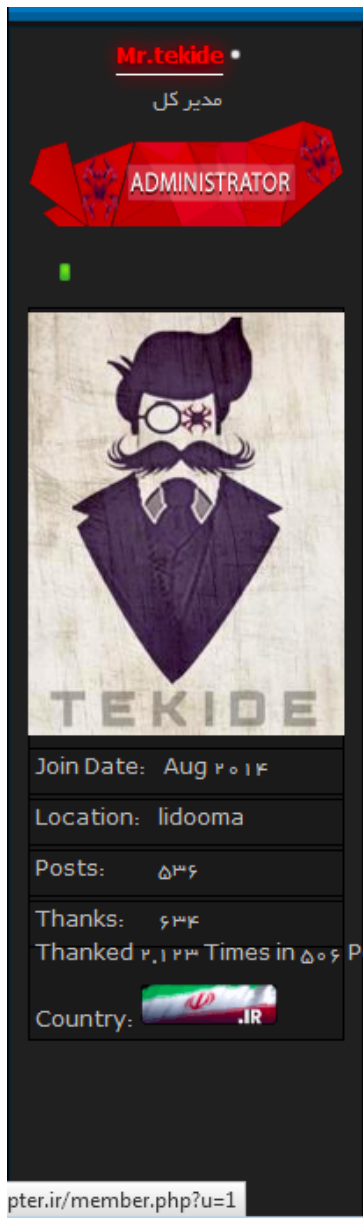 Mr.tekide
مدیر کل
ADMINISTRATOR
TEKIDE
Join Date: Aug ۲۰۱۴
Location: lidooma
Posts: ۵۳۶
Thanks: ۶۳۴
Thanked ۲,۱۲۳ Times in ۵۰۶ P
Country: .IR
pter.ir/member.php?u=1